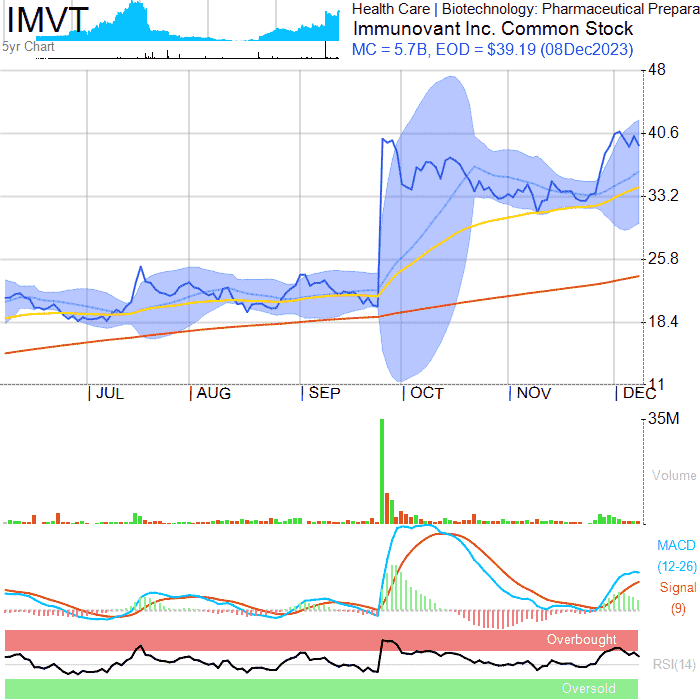 IMVT
5yr Chart
Health Care | Biotechnology: Pharmaceutical Prepara
Immunovant Inc. Common Stock
MC = 5.7B, EOD = $39.19 (08Dec2023)
48
40.6
33.2
25.8
18.4
11
JUL AUG SEP OCT NOV DEC
35M
Volume
MACD
(12-26)
Signal
(9)
Overbought
RSI(14)
Oversold